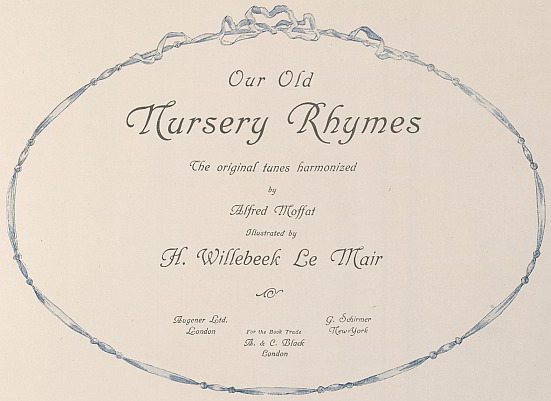 Our Old
Nursery Rhymes
The original tunes harmonized
by
Alfred Moffat
Illustrated by
H. Willebeek Le Mair
Augener Ltd.
London
For the Book Trade
A. & C. Black
London
G. Schirmer
New York